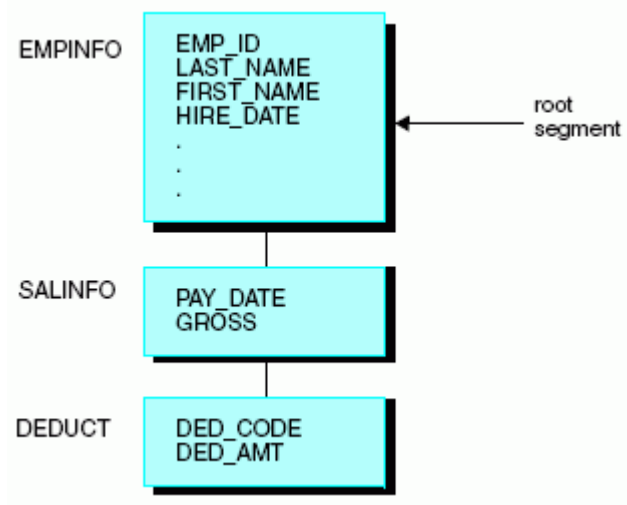 EMPINFO
EMP_ID
LAST_NAME
FIRST_NAME
HIRE_DATE
.
.
.
root
segment
SALINFO
PAY_DATE
GROSS
DEDUCT
DED_CODE
DED_AMT